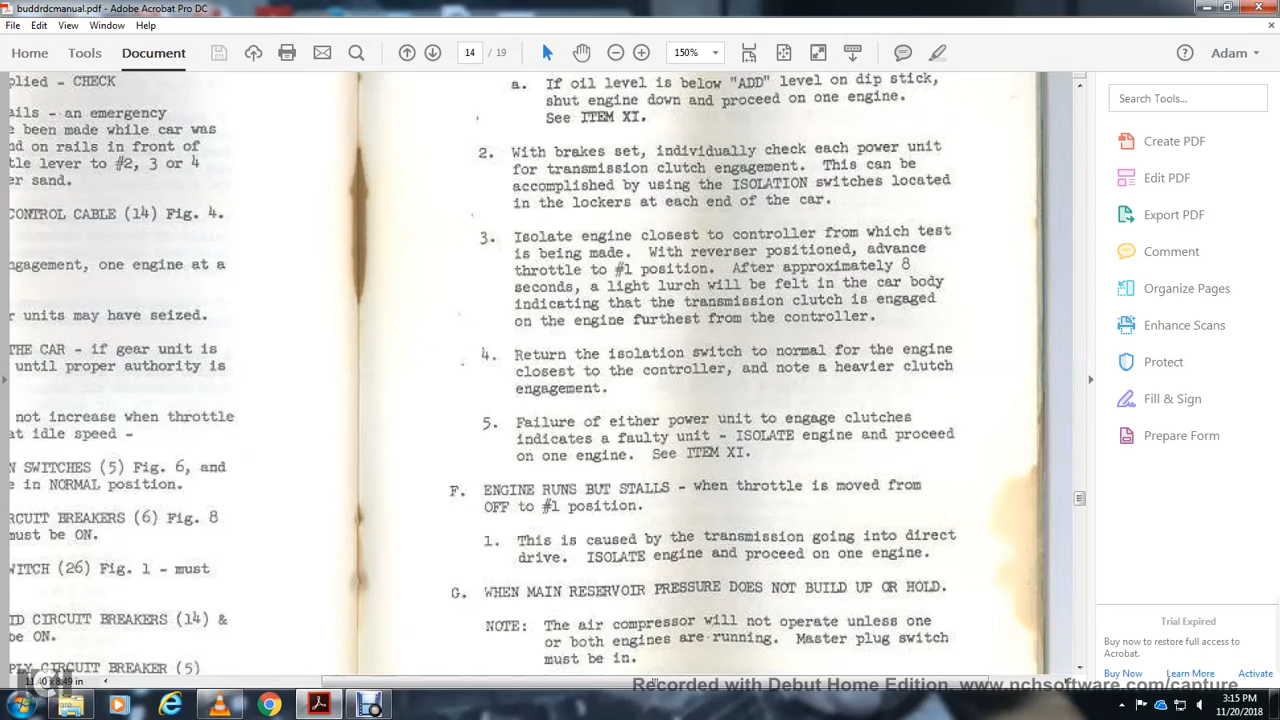 buddrdcmanual.pdf - Adobe Acrobat Pro DC
File Edit View Window Help
Home Tools Document
14 / 19
150%
Adam
plied - CHECK
ails - an emergency
e been made while car was
nd on rails in front of
tle lever to #2, 3 or 4
er sand.
CONTROL CABLE (14) Fig. 4.
ngagement, one engine at a
r units may have seized.
THE CAR - if gear unit is
until proper authority is
not increase when throttle
at idle speed -
N SWITCHES (5) Fig. 6, and
e in NORMAL position.
RCUIT BREAKERS (6) Fig. 8
must be ON.
WITCH (26) Fig. 1 - must
ID CIRCUIT BREAKERS (14) &
be ON.
PLY CIRCUIT BREAKER (5)
a. If oil level is below "ADD" level on dip stick,
shut engine down and proceed on one engine.
See ITEM XI.
2. With brakes set, individually check each power unit
for transmission clutch engagement. This can be
accomplished by using the ISOLATION switches located
in the lockers at each end of the car.
3. Isolate engine closest to controller from which test
is being made. With reverser positioned, advance
throttle to #1 position. After approximately 8
seconds, a light lurch will be felt in the car body
indicating that the transmission clutch is engaged
on the engine furthest from the controller.
4. Return the isolation switch to normal for the engine
closest to the controller, and note a heavier clutch
engagement.
5. Failure of either power unit to engage clutches
indicates a faulty unit - ISOLATE engine and proceed
on one engine. See ITEM XI.
F. ENGINE RUNS BUT STALLS - when throttle is moved from
OFF to #1 position.
1. This is caused by the transmission going into direct
drive. ISOLATE engine and proceed on one engine.
G. WHEN MAIN RESERVOIR PRESSURE DOES NOT BUILD UP OR HOLD.
NOTE: The air compressor will not operate unless one
or both engines are running. Master plug switch
must be in.
Search Tools...
Create PDF
Edit PDF
Export PDF
Comment
Organize Pages
Enhance Scans
Protect
Fill & Sign
Prepare Form
Trial Expired
Buy now to restore full access to
Acrobat.
Buy Now Learn More Activate
11.40 x 8.49 in
Recorded with Debut Home Edition www.nchsoftware.com/capture
3:15 PM
11/20/2018